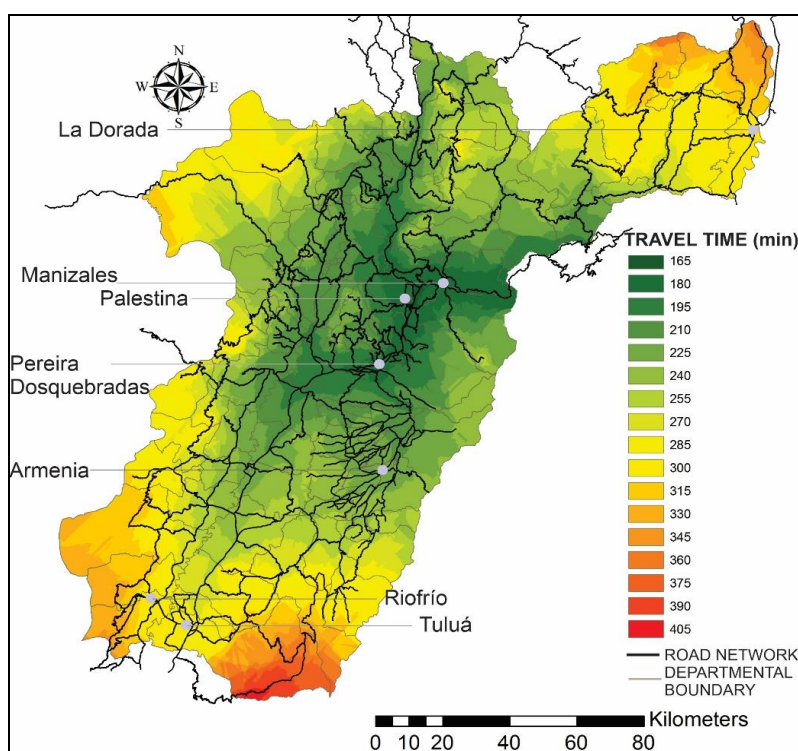 N
W E
S
La Dorada
Manizales
Palestina
Pereira
Dosquebradas
Armenia
Riofrío
Tuluá
TRAVEL TIME (min)
165
180
195
210
225
240
255
270
285
300
315
330
345
360
375
390
405
ROAD NETWORK
DEPARTMENTAL
BOUNDARY
Kilometers
0 10 20 40 60 80